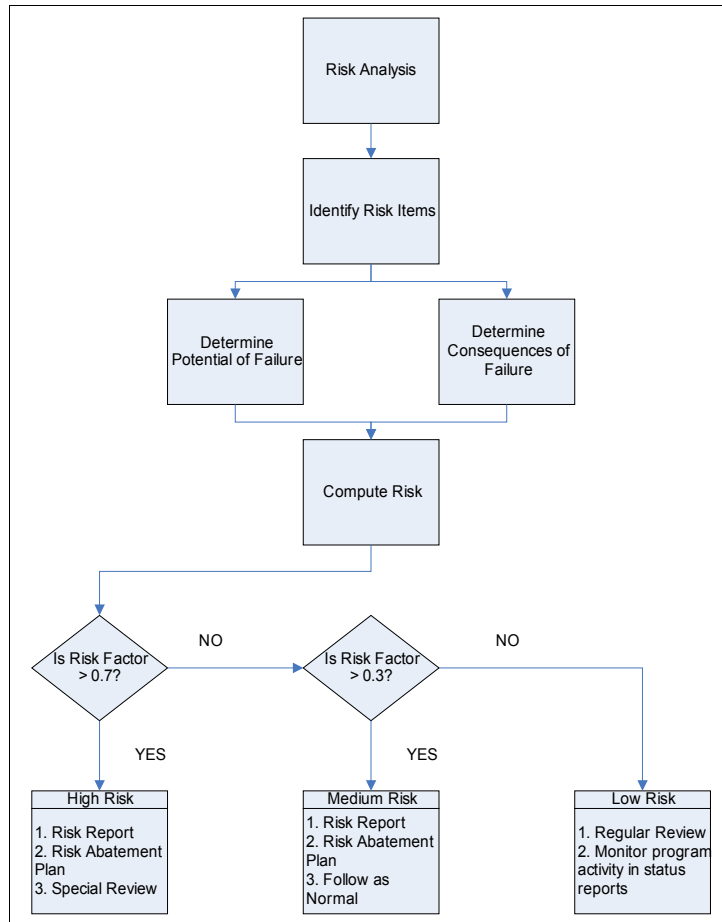 Risk Analysis
Identify Risk Items
Determine
Potential of Failure
Determine
Consequences of
Failure
Compute Risk
Is Risk Factor
> 0.7?
NO
Is Risk Factor
> 0.3?
NO
YES
YES
High Risk
1. Risk Report
2. Risk Abatement
Plan
3. Special Review
Medium Risk
1. Risk Report
2. Risk Abatement
Plan
3. Follow as
Normal
Low Risk
1. Regular Review
2. Monitor program
activity in status
reports